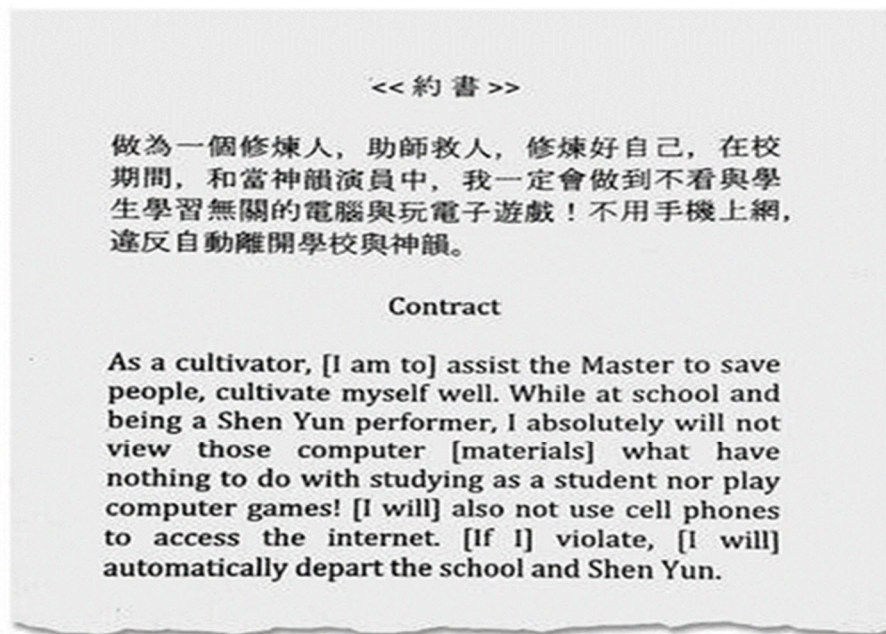 << 約書 >>
做為一個修煉人，助師救人，修煉好自己，在校
期間，和當神韻演員中，我一定會做到不看與學
生學習無關的電腦與玩電子遊戲！不用手機上網，
違反自動離開學校與神韻。
Contract
As a cultivator, [I am to] assist the Master to save
people, cultivate myself well. While at school and
being a Shen Yun performer, I absolutely will not
view those computer [materials] what have
nothing to do with studying as a student nor play
computer games! [I will] also not use cell phones
to access the internet. [If I] violate, [I will]
automatically depart the school and Shen Yun.